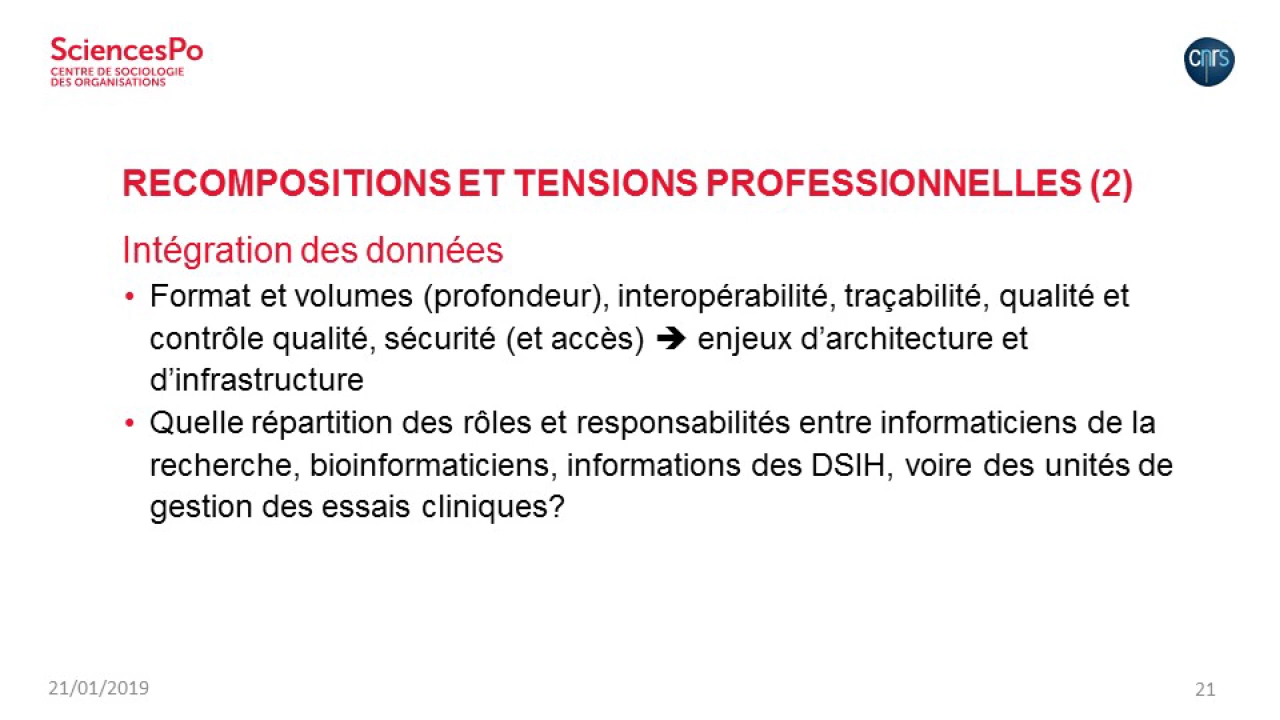 SciencesPo
CENTRE DE SOCIOLOGIE
DES ORGANISATIONS
cnrs
RECOMPOSITIONS ET TENSIONS PROFESSIONNELLES (2)
Intégration des données
• Format et volumes (profondeur), interopérabilité, traçabilité, qualité et
contrôle qualité, sécurité (et accès) ➔ enjeux d’architecture et
d’infrastructure
• Quelle répartition des rôles et responsabilités entre informaticiens de la
recherche, bioinformaticiens, informations des DSIH, voire des unités de
gestion des essais cliniques?
21/01/2019
21